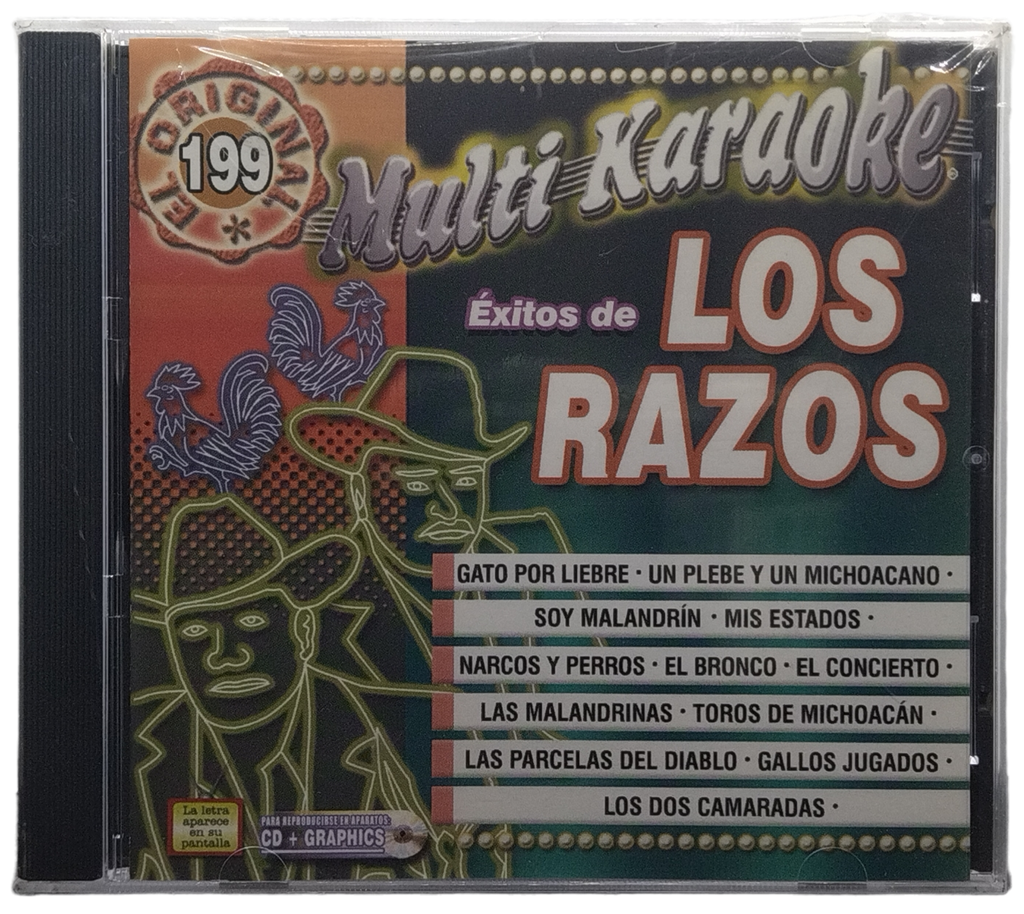 EL ORIGINAL
199
Multi Karaoke
Éxitos de LOS
RAZOS
GATO POR LIEBRE · UN PLEBE Y UN MICHOACANO ·
SOY MALANDRÍN · MIS ESTADOS ·
NARCOS Y PERROS · EL BRONCO · EL CONCIERTO ·
LAS MALANDRINAS · TOROS DE MICHOACÁN ·
LAS PARCELAS DEL DIABLO · GALLOS JUGADOS ·
LOS DOS CAMARADAS ·
La letra
aparece
en su
pantalla
PARA REPRODUCIRSE EN APARATOS:
CD + GRAPHICS